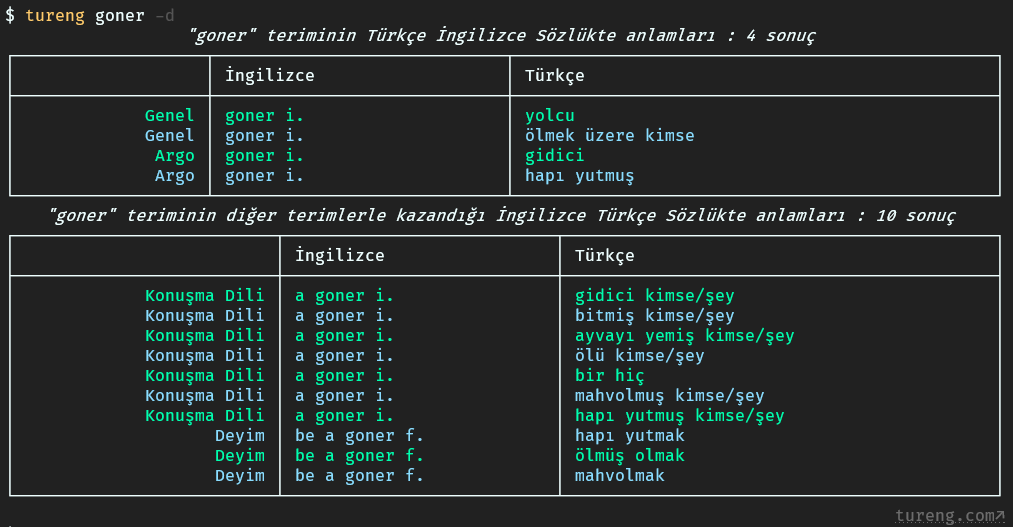 $ tureng goner -d
"goner" teriminin Türkçe İngilizce Sözlükte anlamları : 4 sonuç
İngilizce Türkçe
Genel goner i. yolcu
Genel goner i. ölmek üzere kimse
Argo goner i. gidici
Argo goner i. hapı yutmuş
"goner" teriminin diğer terimlerle kazandığı İngilizce Türkçe Sözlükte anlamları : 10 sonuç
İngilizce Türkçe
Konuşma Dili a goner i. gidici kimse/şey
Konuşma Dili a goner i. bitmiş kimse/şey
Konuşma Dili a goner i. ayvayı yemiş kimse/şey
Konuşma Dili a goner i. ölü kimse/şey
Konuşma Dili a goner i. bir hiç
Konuşma Dili a goner i. mahvolmuş kimse/şey
Konuşma Dili a goner i. hapı yutmuş kimse/şey
Deyim be a goner f. hapı yutmak
Deyim be a goner f. ölmüş olmak
Deyim be a goner f. mahvolmak
tureng.com↗